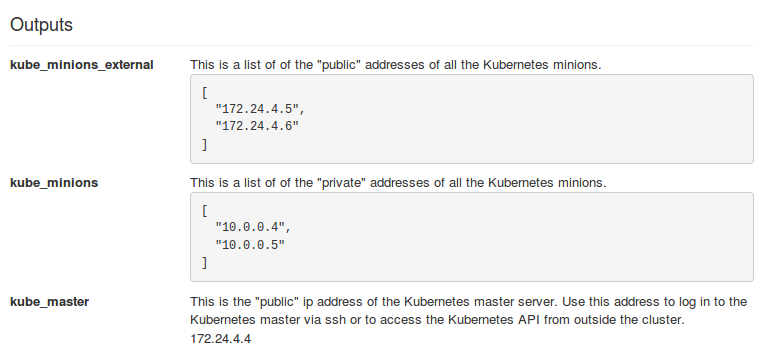 Outputs
kube_minions_external This is a list of of the "public" addresses of all the Kubernetes minions.
[
"172.24.4.5",
"172.24.4.6"
]
kube_minions This is a list of of the "private" addresses of all the Kubernetes minions.
[
"10.0.0.4",
"10.0.0.5"
]
kube_master This is the "public" ip address of the Kubernetes master server. Use this address to log in to the
Kubernetes master via ssh or to access the Kubernetes API from outside the cluster.
172.24.4.4